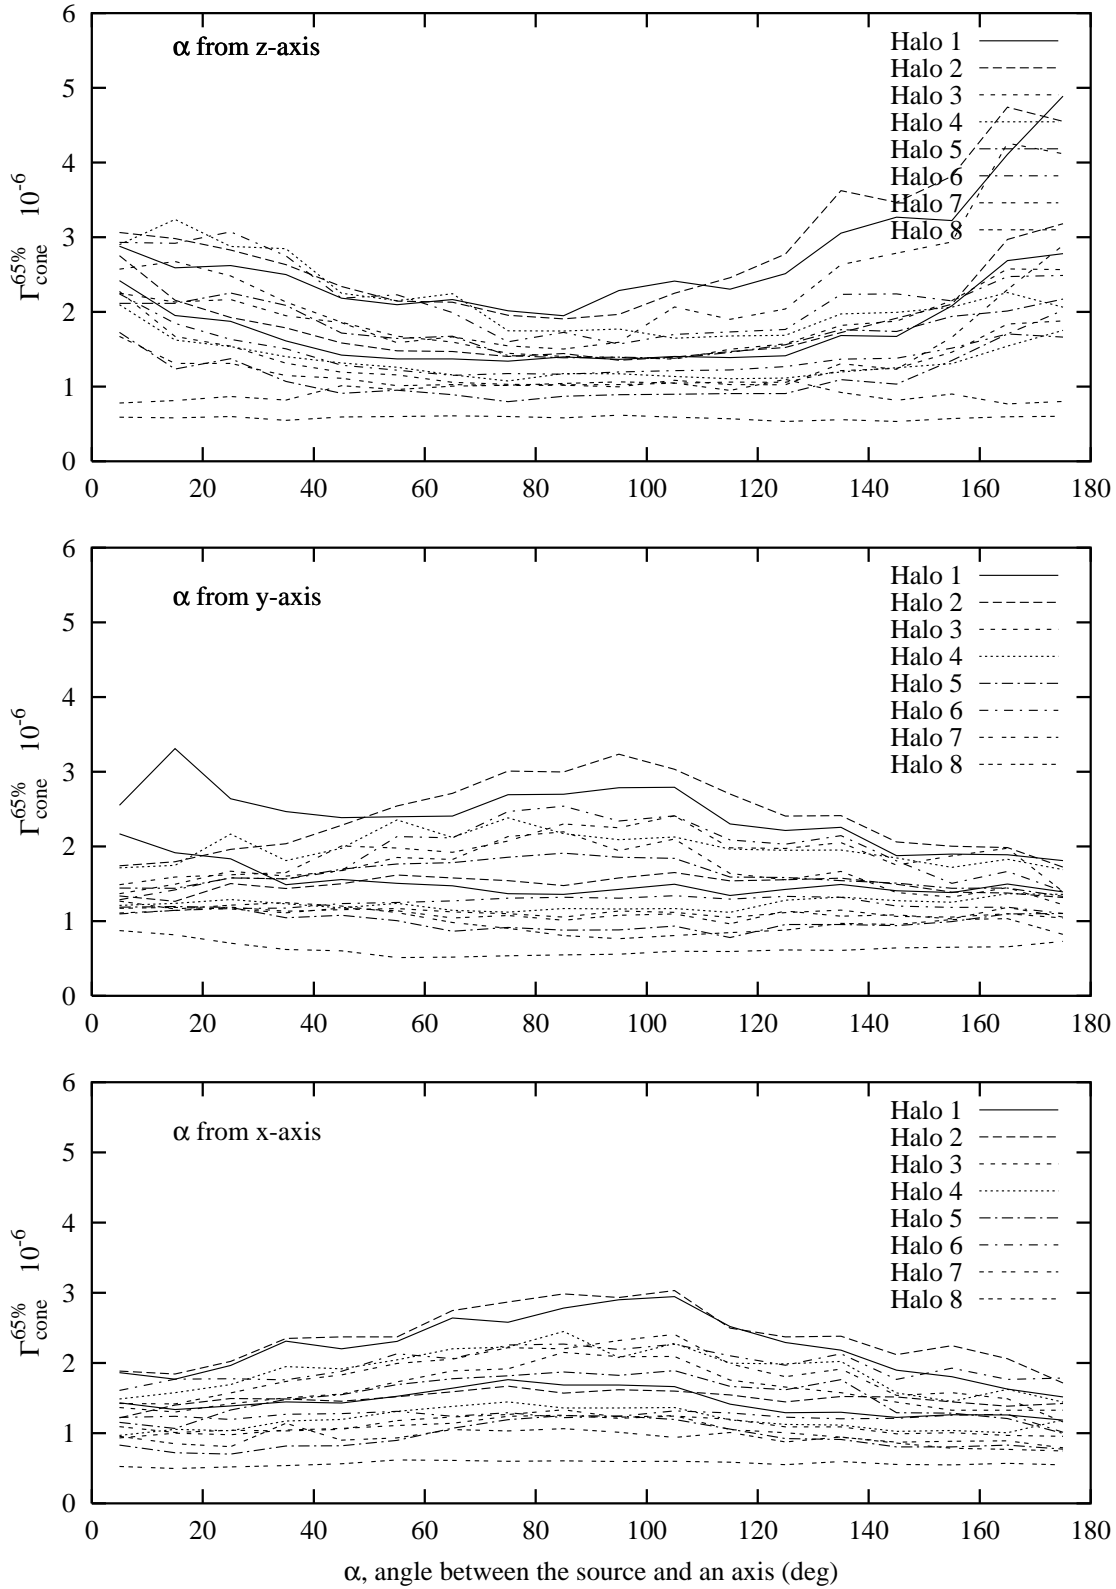 α from z-axis
Halo 1
Halo 2
Halo 3
Halo 4
Halo 5
Halo 6
Halo 7
Halo 8
Γ_cone^65% 10^-6
6
5
4
3
2
1
0
0 20 40 60 80 100 120 140 160 180
α from y-axis
Halo 1
Halo 2
Halo 3
Halo 4
Halo 5
Halo 6
Halo 7
Halo 8
Γ_cone^65% 10^-6
6
5
4
3
2
1
0
0 20 40 60 80 100 120 140 160 180
α from x-axis
Halo 1
Halo 2
Halo 3
Halo 4
Halo 5
Halo 6
Halo 7
Halo 8
Γ_cone^65% 10^-6
6
5
4
3
2
1
0
0 20 40 60 80 100 120 140 160 180
α, angle between the source and an axis (deg)